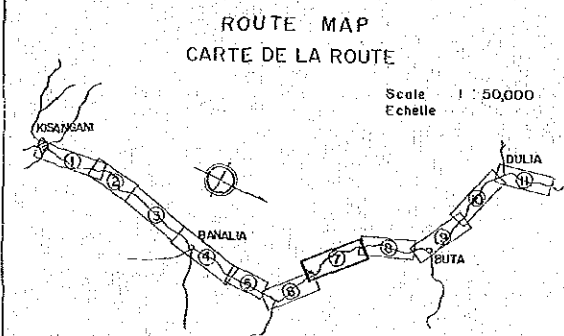 ROUTE MAP
CARTE DE LA ROUTE
Scale 1 : 50,000
Echelle
KISANGANI
DULIA
BANALIA
BUTA
1
2
3
4
5
6
7
8
9
10
11